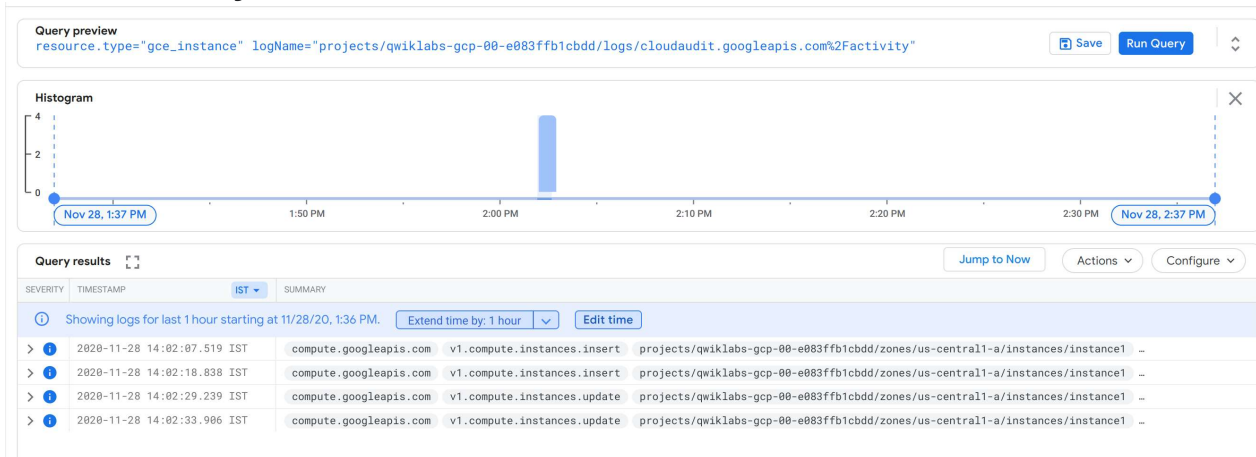 Query preview
resource.type="gce_instance" logName="projects/qwiklabs-gcp-00-e083ffb1cbdd/logs/cloudaudit.googleapis.com%2Factivity"
Save
Run Query
Histogram
4
2
0
Nov 28, 1:37 PM
1:50 PM
2:00 PM
2:10 PM
2:20 PM
2:30 PM
Nov 28, 2:37 PM
Query results
Jump to Now
Actions
Configure
SEVERITY TIMESTAMP IST SUMMARY
Showing logs for last 1 hour starting at 11/28/20, 1:36 PM. Extend time by: 1 hour Edit time
2020-11-28 14:02:07.519 IST compute.googleapis.com v1.compute.instances.insert projects/qwiklabs-gcp-00-e083ffb1cbdd/zones/us-central1-a/instances/instance1 …
2020-11-28 14:02:18.838 IST compute.googleapis.com v1.compute.instances.insert projects/qwiklabs-gcp-00-e083ffb1cbdd/zones/us-central1-a/instances/instance1 …
2020-11-28 14:02:29.239 IST compute.googleapis.com v1.compute.instances.update projects/qwiklabs-gcp-00-e083ffb1cbdd/zones/us-central1-a/instances/instance1 …
2020-11-28 14:02:33.906 IST compute.googleapis.com v1.compute.instances.update projects/qwiklabs-gcp-00-e083ffb1cbdd/zones/us-central1-a/instances/instance1 …